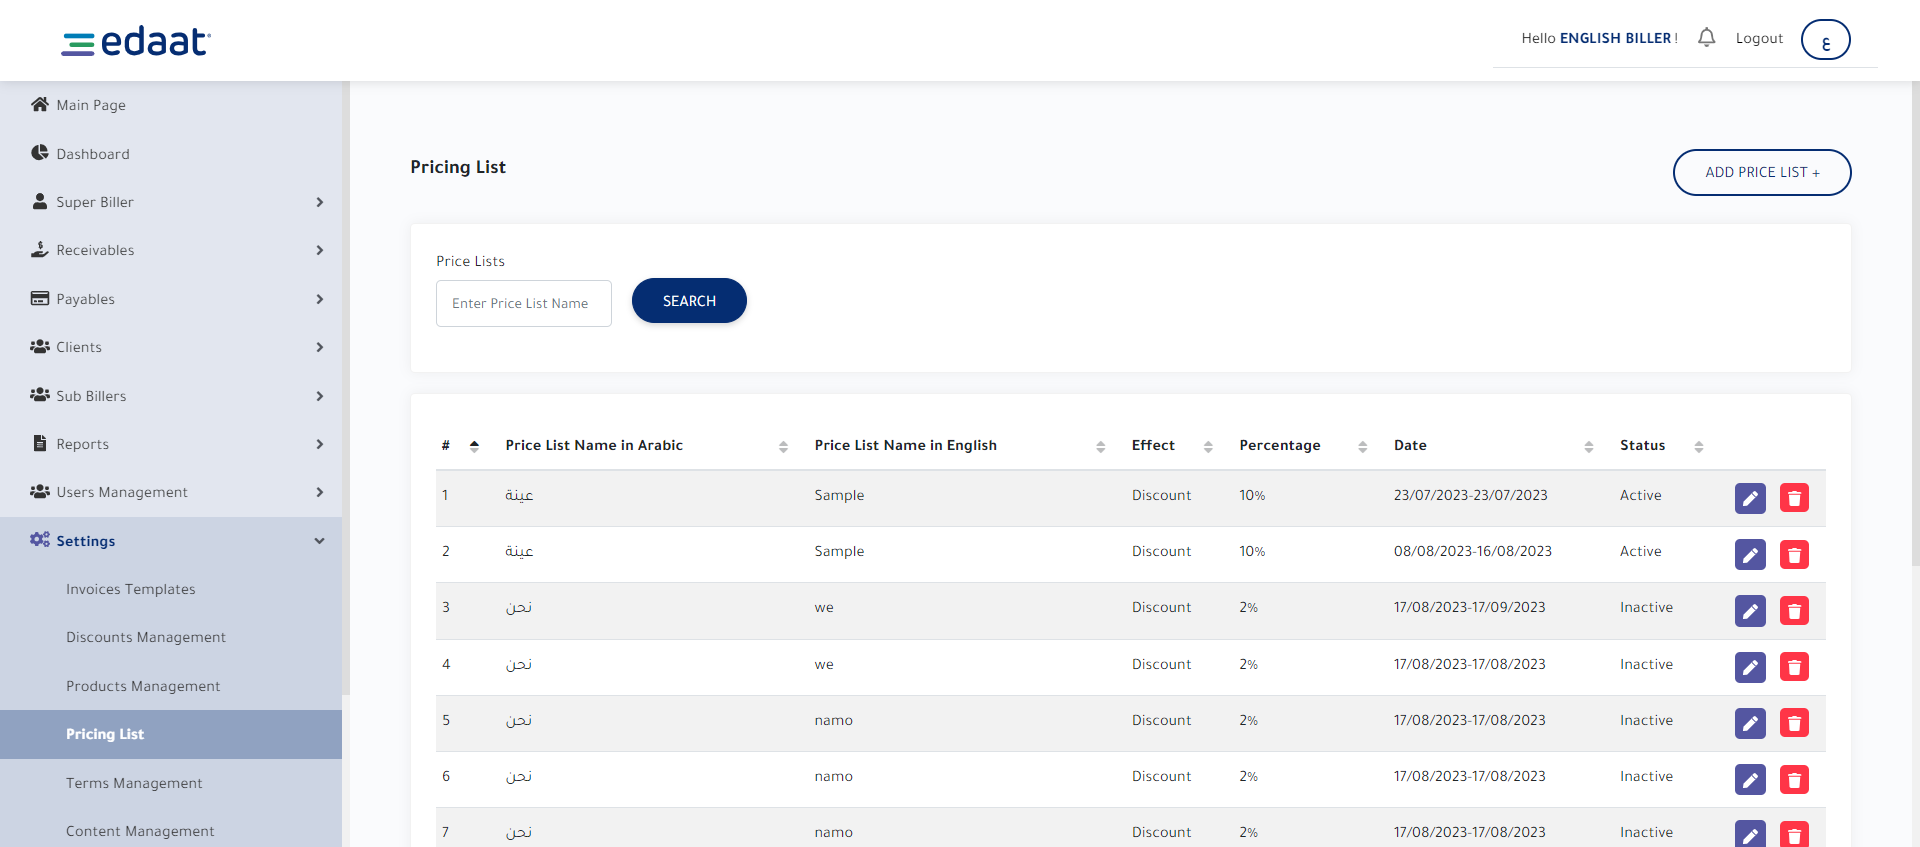 edaat
Hello ENGLISH BILLER !
Logout
ع
Main Page
Dashboard
Super Biller
Receivables
Payables
Clients
Sub Billers
Reports
Users Management
Settings
Invoices Templates
Discounts Management
Products Management
Pricing List
Terms Management
Content Management
Pricing List
ADD PRICE LIST +
Price Lists
Enter Price List Name
SEARCH
# Price List Name in Arabic Price List Name in English Effect Percentage Date Status
1 عينة Sample Discount 10% 23/07/2023-23/07/2023 Active
2 عينة Sample Discount 10% 08/08/2023-16/08/2023 Active
3 نحن we Discount 2% 17/08/2023-17/09/2023 Inactive
4 نحن we Discount 2% 17/08/2023-17/08/2023 Inactive
5 نحن namo Discount 2% 17/08/2023-17/08/2023 Inactive
6 نحن namo Discount 2% 17/08/2023-17/08/2023 Inactive
7 نحن namo Discount 2% 17/08/2023-17/08/2023 Inactive